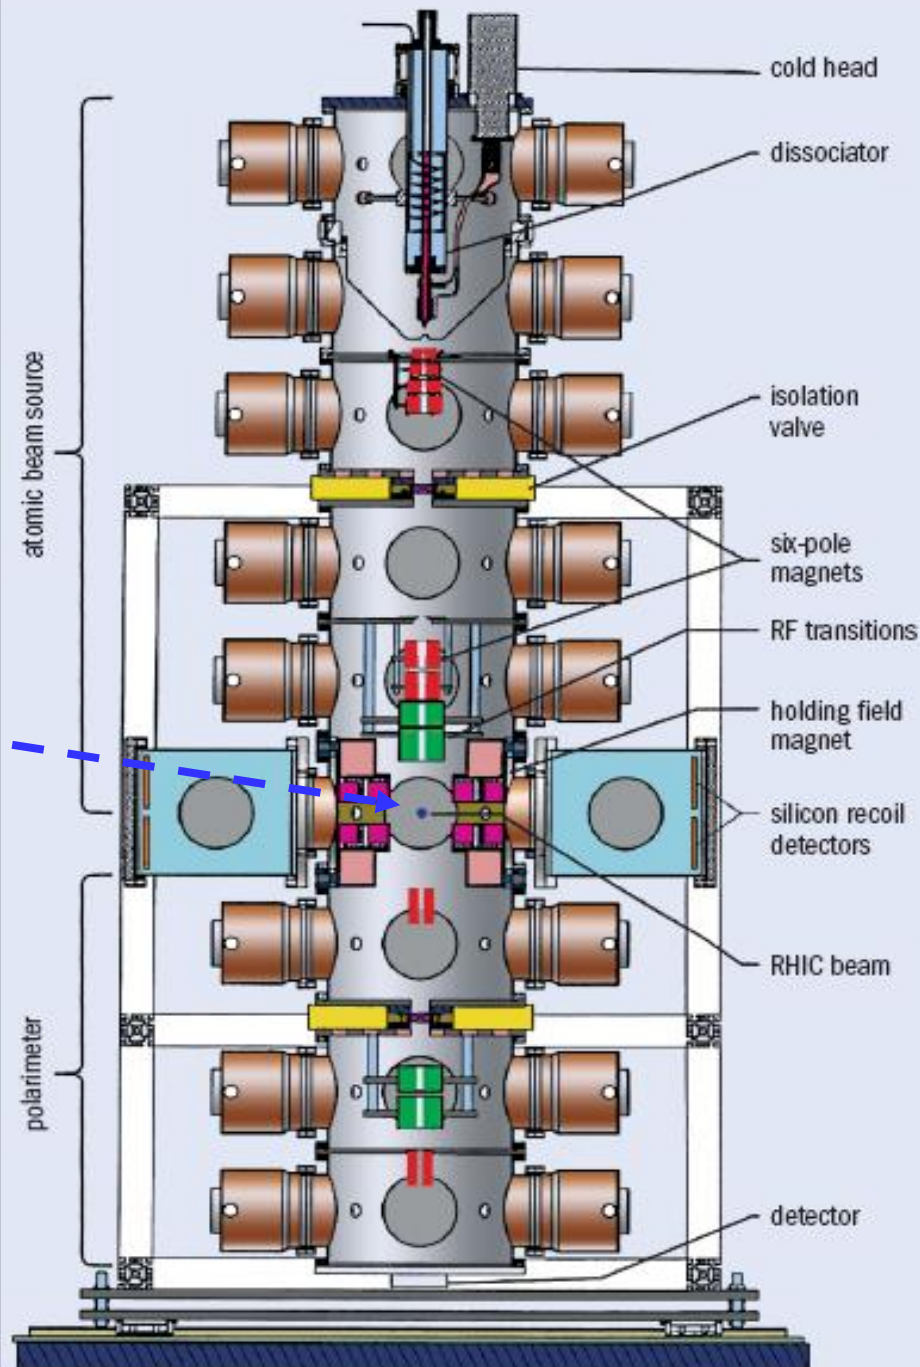 cold head
dissociator
atomic beam source
isolation
valve
six-pole
magnets
RF transitions
holding field
magnet
silicon recoil
detectors
RHIC beam
polarimeter
detector